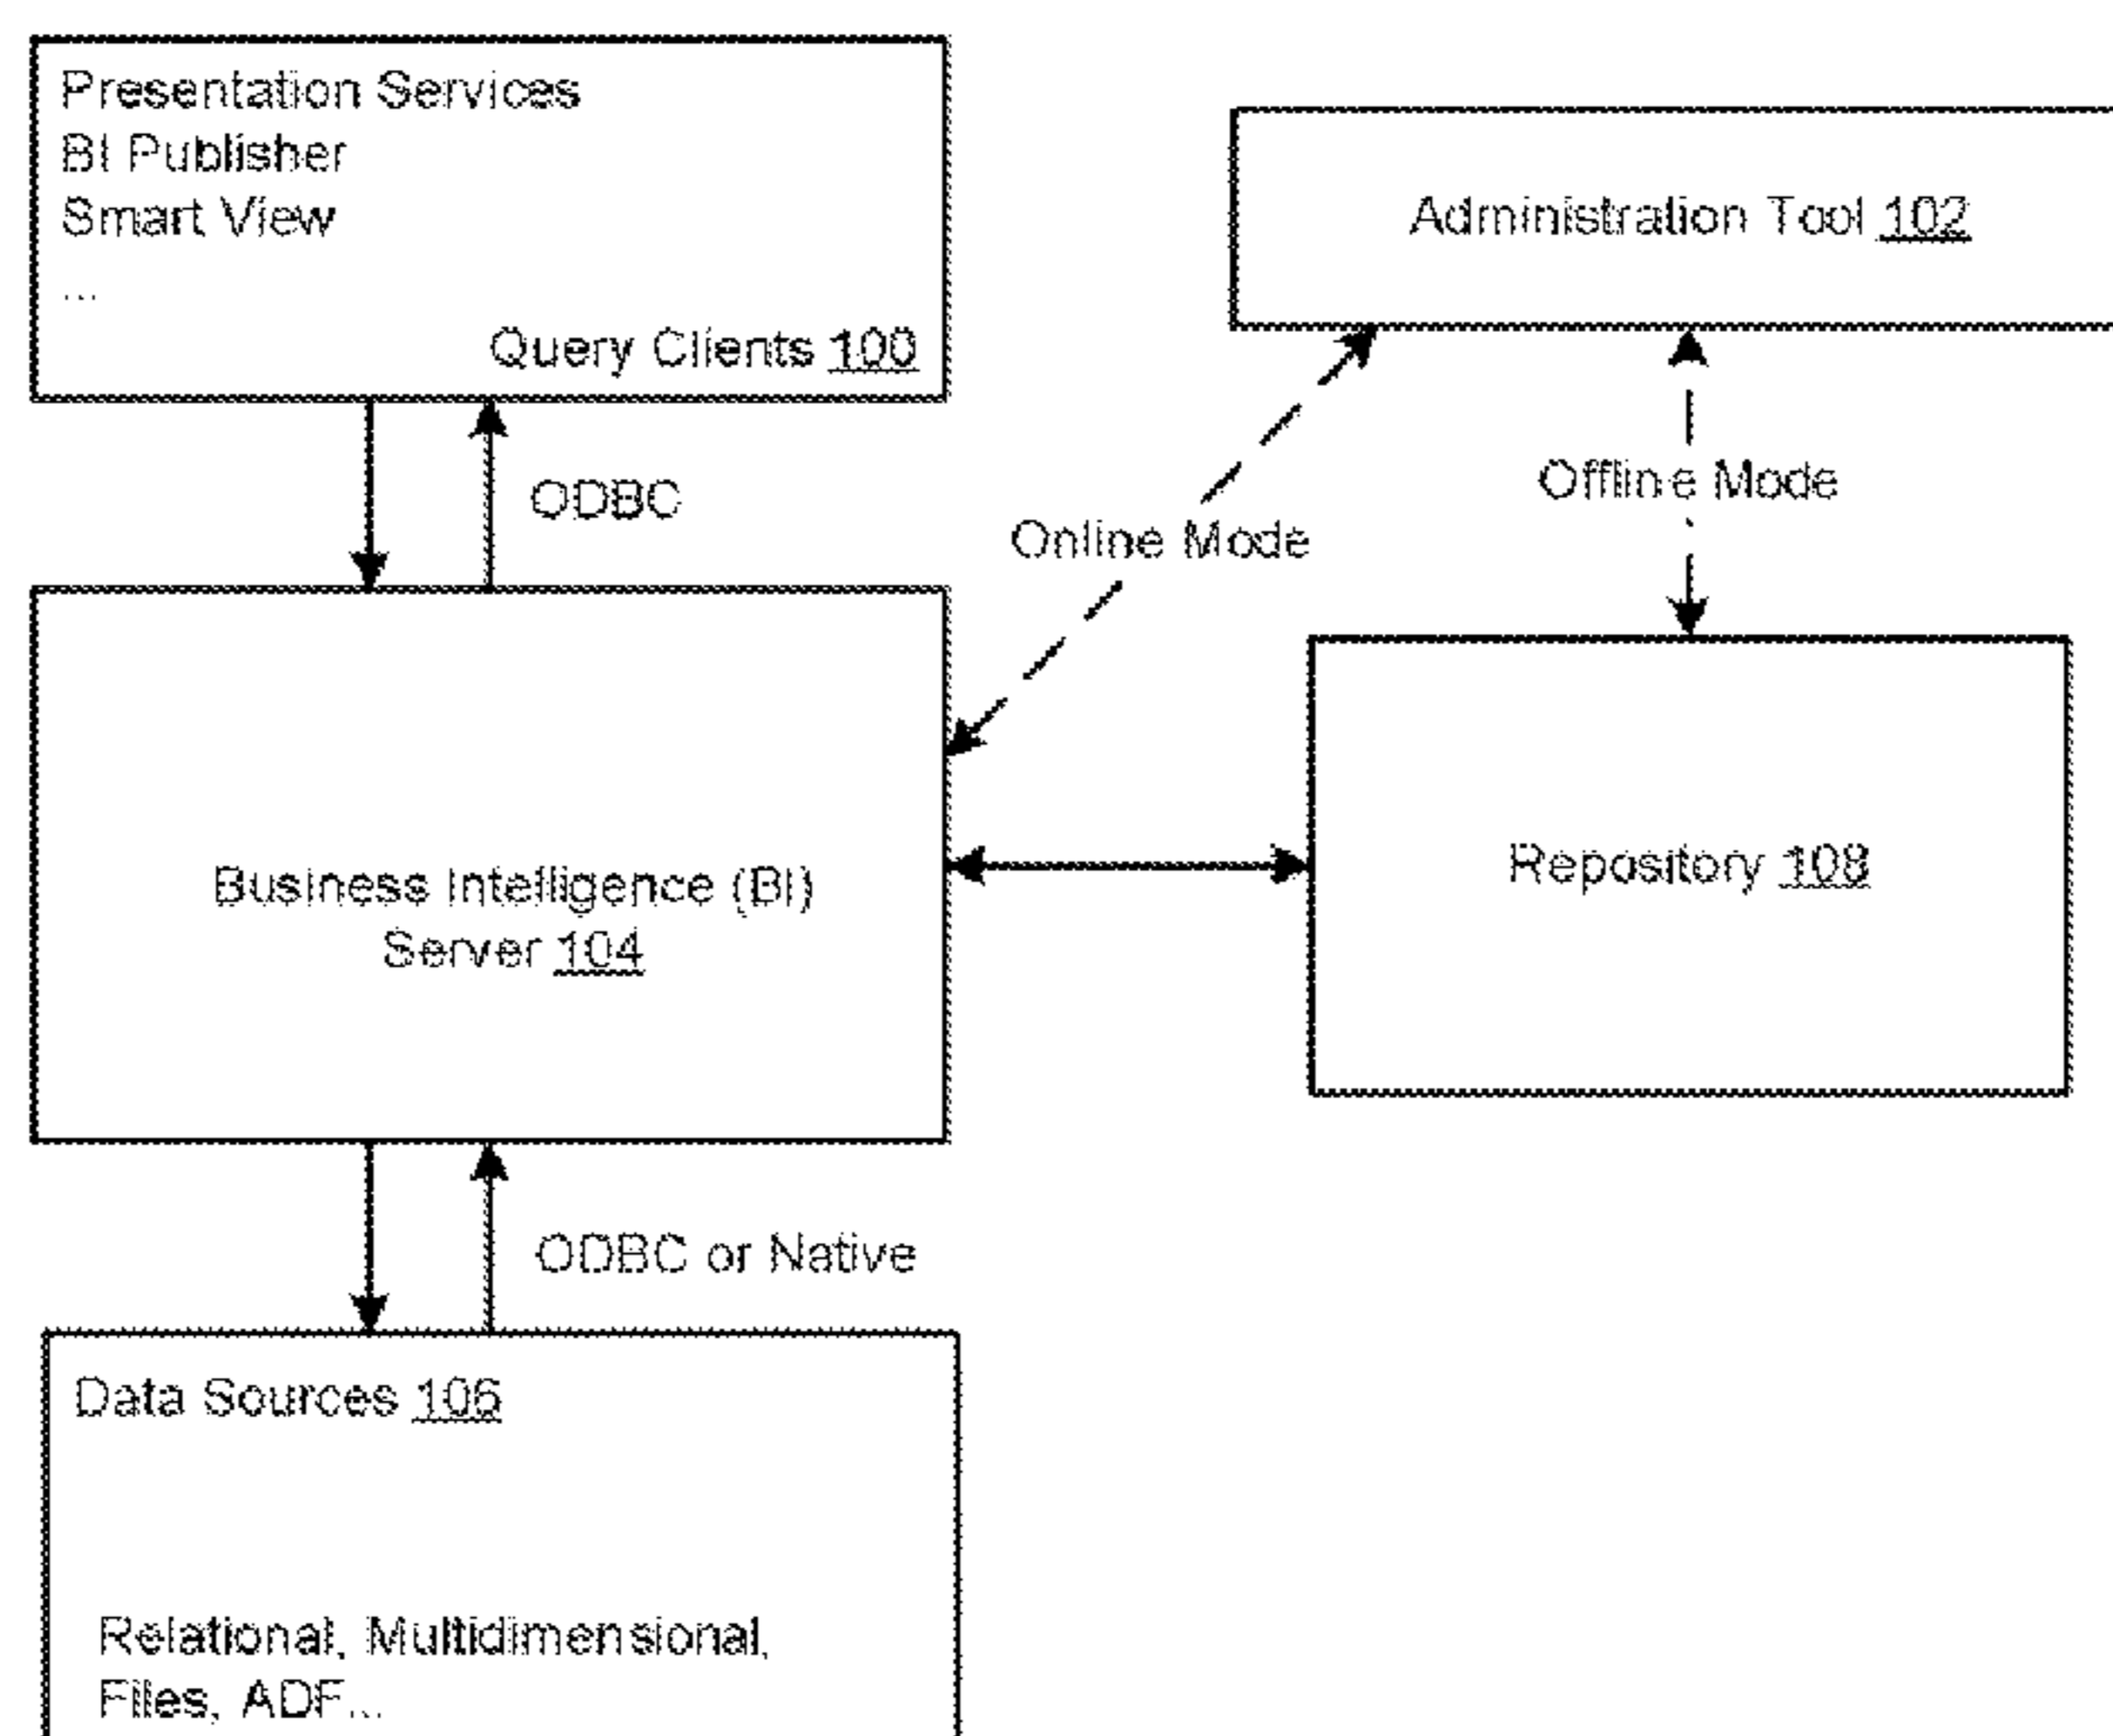 Presentation Services
BI Publisher
Smart View
...
Query Clients 100
Administration Tool 102
ODBC
Offline Mode
Online Mode
Business Intelligence (BI)
Server 104
Repository 108
ODBC or Native
Data Sources 106
Relational, Multidimensional,
Files, ADF...